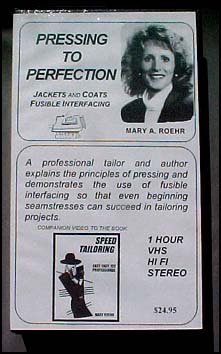 PRESSING
TO
PERFECTION
JACKETS AND COATS
FUSIBLE INTERFACING
MARY A. ROEHR
A professional tailor and author
explains the principles of pressing and
demonstrates the use of fusible
interfacing so that even beginning
seamstresses can succeed in tailoring
projects.
COMPANION VIDEO TO THE BOOK
SPEED
TAILORING
MARY ROEHR
1 HOUR
VHS
HI FI
STEREO
$24.95